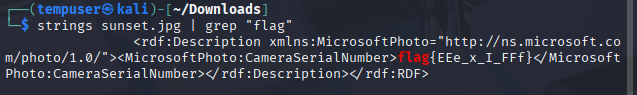 ┌──(tempuser㉿kali)-[~/Downloads]
└─$ strings sunset.jpg | grep "flag"
<rdf:Description xmlns:MicrosoftPhoto="http://ns.microsoft.co
m/photo/1.0/"><MicrosoftPhoto:CameraSerialNumber>flag{EEe_x_I_FFf}</Microsoft
Photo:CameraSerialNumber></rdf:Description></rdf:RDF>